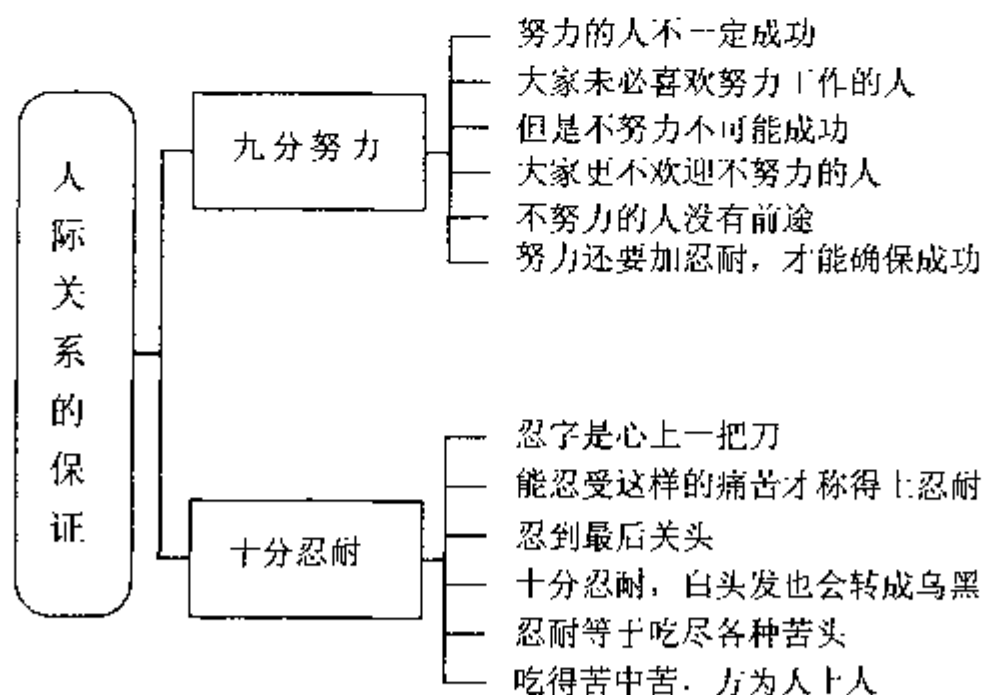 人际关系的保证
九分努力
努力的人不一定成功
大家未必喜欢努力工作的人
但是不努力不可能成功
大家更不欢迎不努力的人
不努力的人没有前途
努力还要加忍耐，才能确保成功
十分忍耐
忍字是心上一把刀
能忍受这样的痛苦才称得上忍耐
忍到最后关头
十分忍耐，白头发也会转成乌黑
忍耐等于吃尽各种苦头
吃得苦中苦．方为人上人